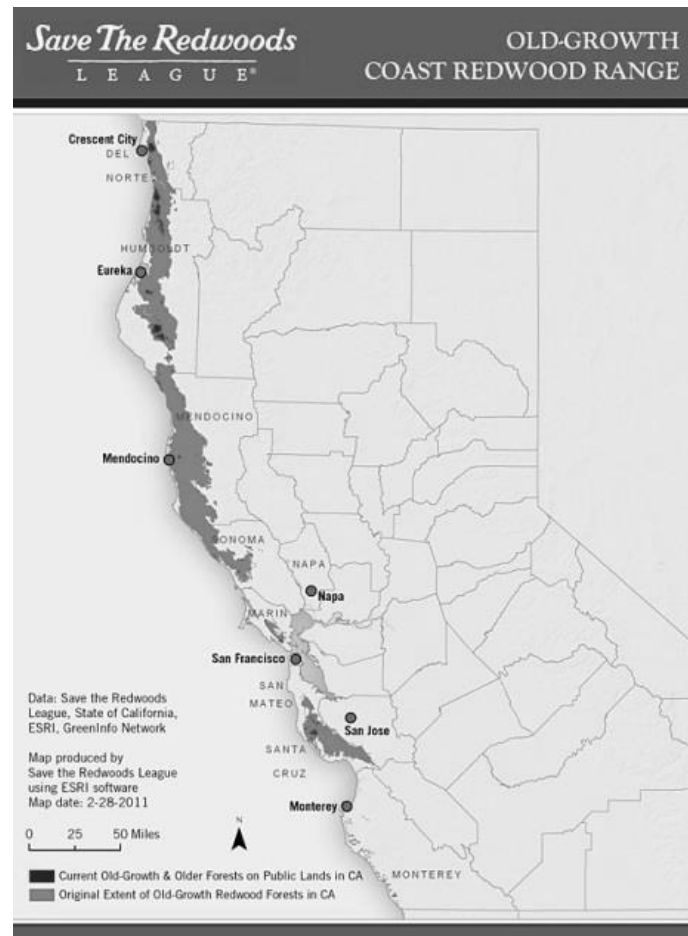 Save The Redwoods
LEAGUE®
OLD-GROWTH
COAST REDWOOD RANGE
Crescent City
DEL
NORTE
HUMBOLDT
Eureka
MENDOCINO
Mendocino
SONOMA
NAPA
Napa
MARIN
San Francisco
SAN
MATEO
San Jose
SANTA
CRUZ
Monterey
MONTEREY
Data: Save the Redwoods
League, State of California,
ESRI, GreenInfo Network
Map produced by
Save the Redwoods League
using ESRI software
Map date: 2-28-2011
0 25 50 Miles
N
Current Old-Growth & Older Forests on Public Lands in CA
Original Extent of Old-Growth Redwood Forests in CA